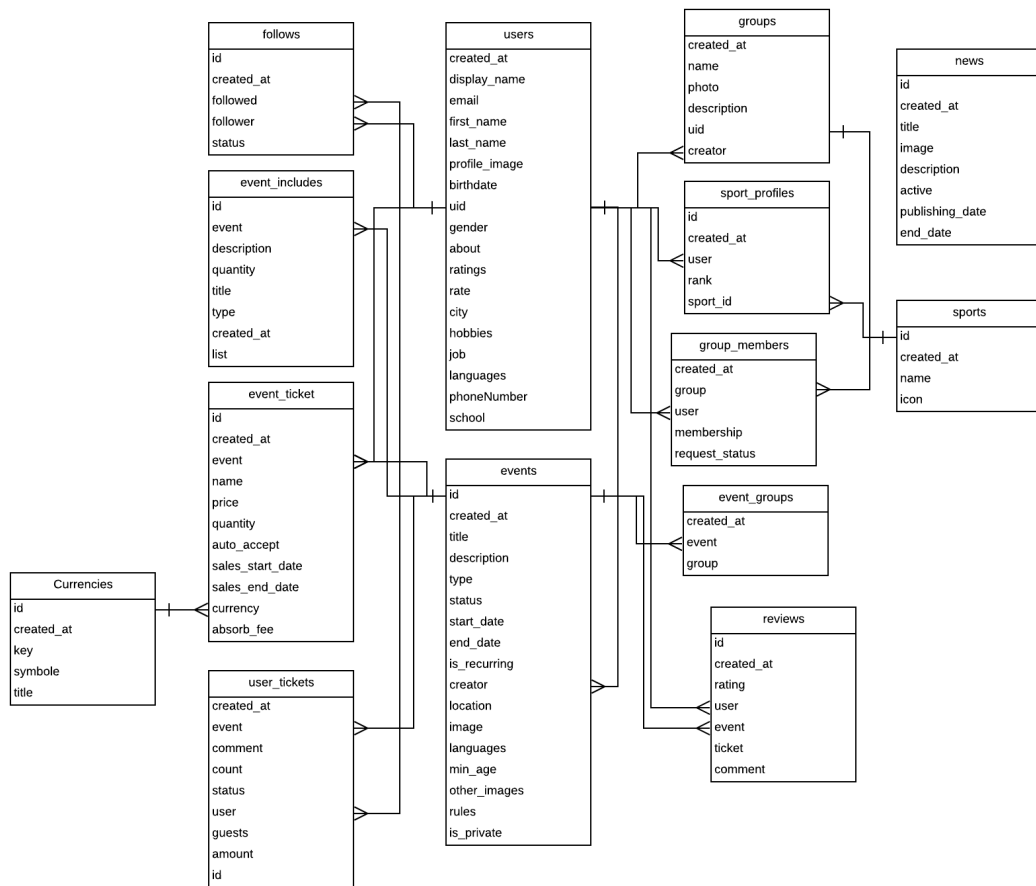 follows
id
created_at
followed
follower
status
event_includes
id
event
description
quantity
title
type
created_at
list
event_ticket
id
created_at
event
name
price
quantity
auto_accept
sales_start_date
sales_end_date
currency
absorb_fee
Currencies
id
created_at
key
symbole
title
user_tickets
created_at
event
comment
count
status
user
guests
amount
id
users
created_at
display_name
email
first_name
last_name
profile_image
birthdate
uid
gender
about
ratings
rate
city
hobbies
job
languages
phoneNumber
school
events
id
created_at
title
description
type
status
start_date
end_date
is_recurring
creator
location
image
languages
min_age
other_images
rules
is_private
groups
created_at
name
photo
description
uid
creator
sport_profiles
id
created_at
user
rank
sport_id
group_members
created_at
group
user
membership
request_status
event_groups
created_at
event
group
reviews
id
created_at
rating
user
event
ticket
comment
news
id
created_at
title
image
description
active
publishing_date
end_date
sports
id
created_at
name
icon